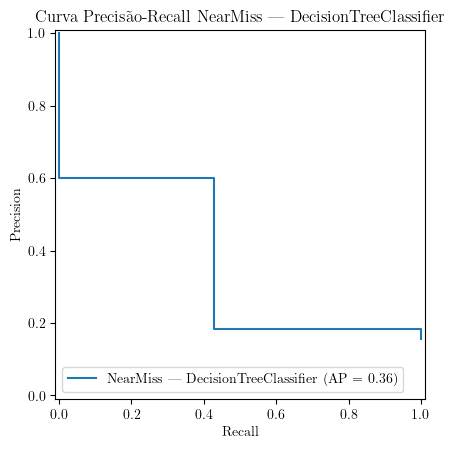 Curva Precisão-Recall NearMiss — DecisionTreeClassifier
1.0
0.8
0.6
0.4
0.2
0.0
Precision
NearMiss — DecisionTreeClassifier (AP = 0.36)
0.0 0.2 0.4 0.6 0.8 1.0
Recall